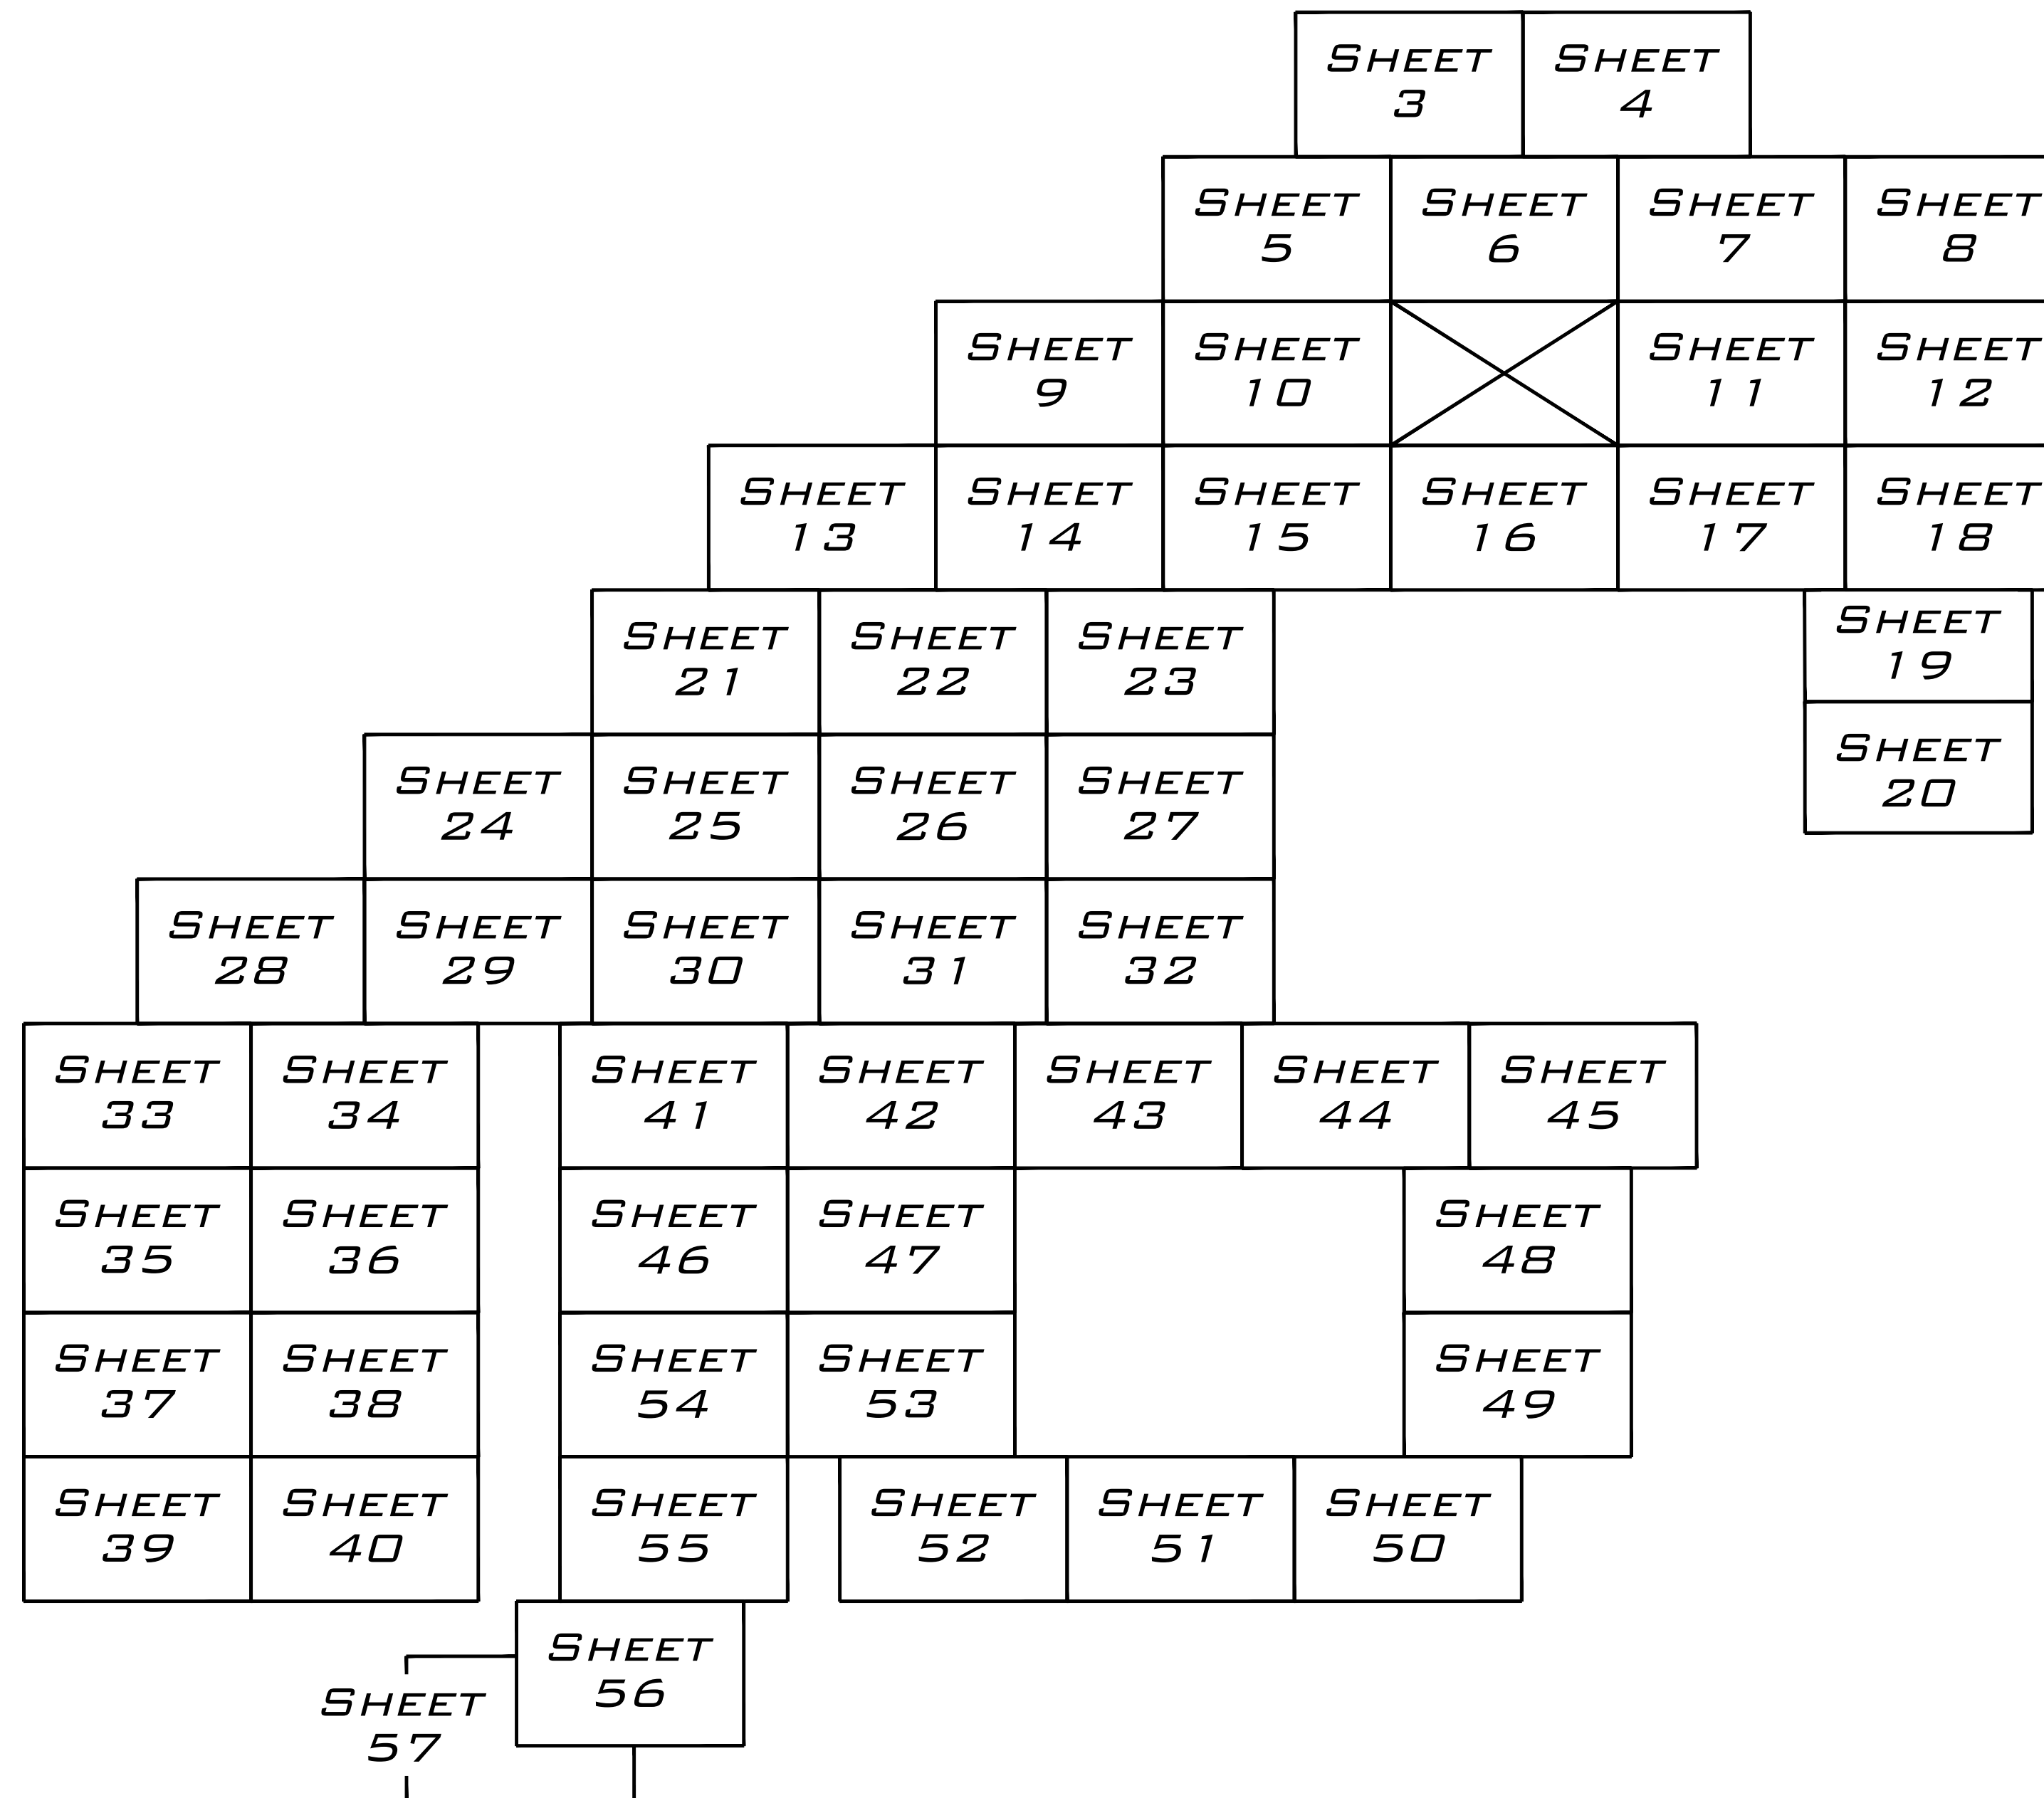 Sheet
3
Sheet
4
Sheet
5
Sheet
6
Sheet
7
Sheet
8
Sheet
9
Sheet
10
Sheet
11
Sheet
12
Sheet
13
Sheet
14
Sheet
15
Sheet
16
Sheet
17
Sheet
18
Sheet
19
Sheet
20
Sheet
21
Sheet
22
Sheet
23
Sheet
24
Sheet
25
Sheet
26
Sheet
27
Sheet
28
Sheet
29
Sheet
30
Sheet
31
Sheet
32
Sheet
33
Sheet
34
Sheet
41
Sheet
42
Sheet
43
Sheet
44
Sheet
45
Sheet
35
Sheet
36
Sheet
46
Sheet
47
Sheet
48
Sheet
37
Sheet
38
Sheet
54
Sheet
53
Sheet
49
Sheet
39
Sheet
40
Sheet
55
Sheet
52
Sheet
51
Sheet
50
Sheet
56
Sheet
57